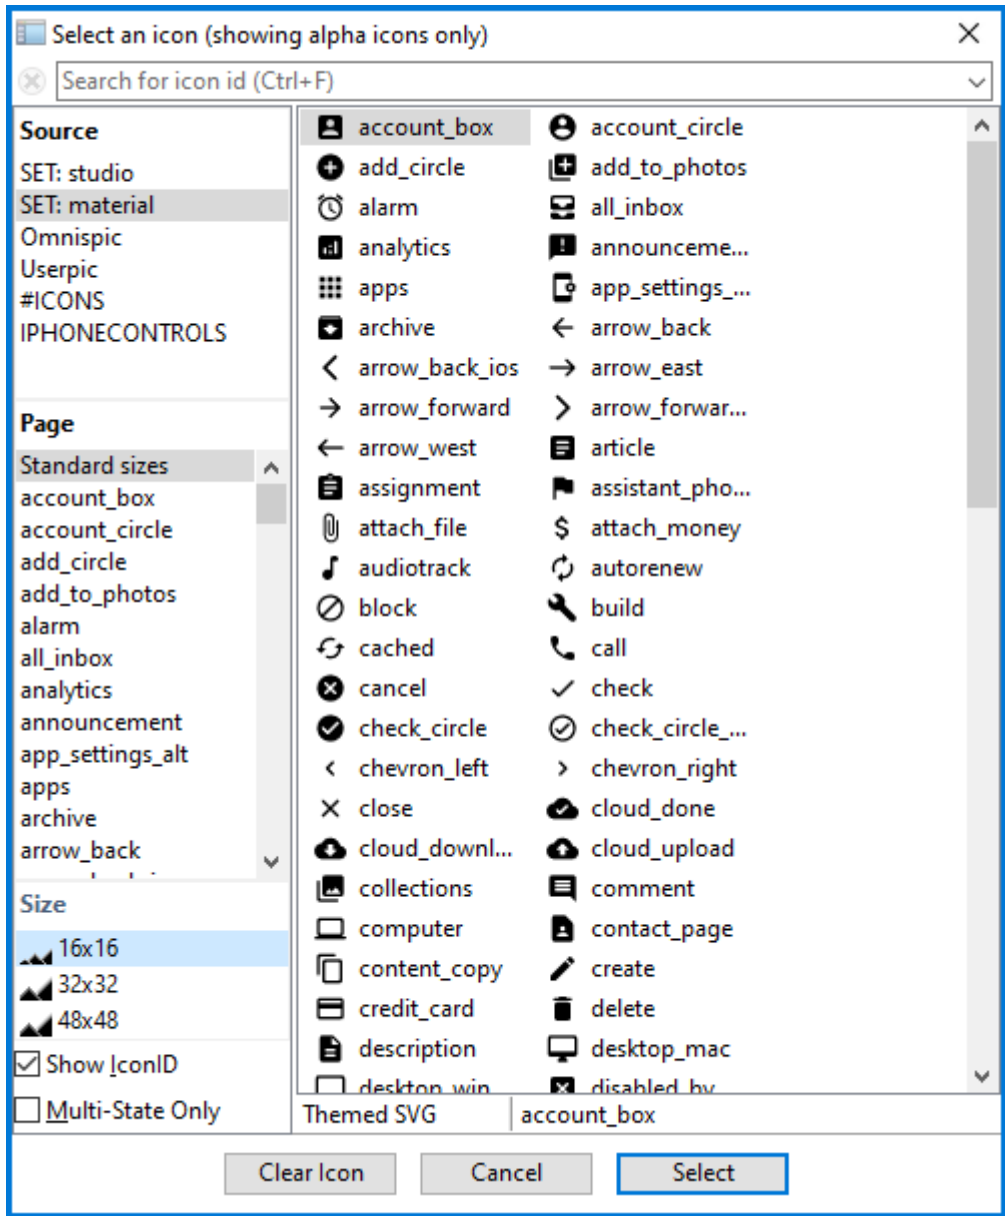 Select an icon (showing alpha icons only)
Search for icon id (Ctrl+F)
Source
SET: studio
SET: material
Omnispic
Userpic
#ICONS
IPHONECONTROLS
Page
Standard sizes
account_box
account_circle
add_circle
add_to_photos
alarm
all_inbox
analytics
announcement
app_settings_alt
apps
archive
arrow_back
Size
16x16
32x32
48x48
Show IconID
Multi-State Only
account_box account_circle
add_circle add_to_photos
alarm all_inbox
analytics announceme...
apps app_settings_...
archive arrow_back
arrow_back_ios arrow_east
arrow_forward arrow_forwar...
arrow_west article
assignment assistant_pho...
attach_file attach_money
audiotrack autorenew
block build
cached call
cancel check
check_circle check_circle_...
chevron_left chevron_right
close cloud_done
cloud_downl... cloud_upload
collections comment
computer contact_page
content_copy create
credit_card delete
description desktop_mac
desktop_win disabled_by
Themed SVG account_box
Clear Icon Cancel Select